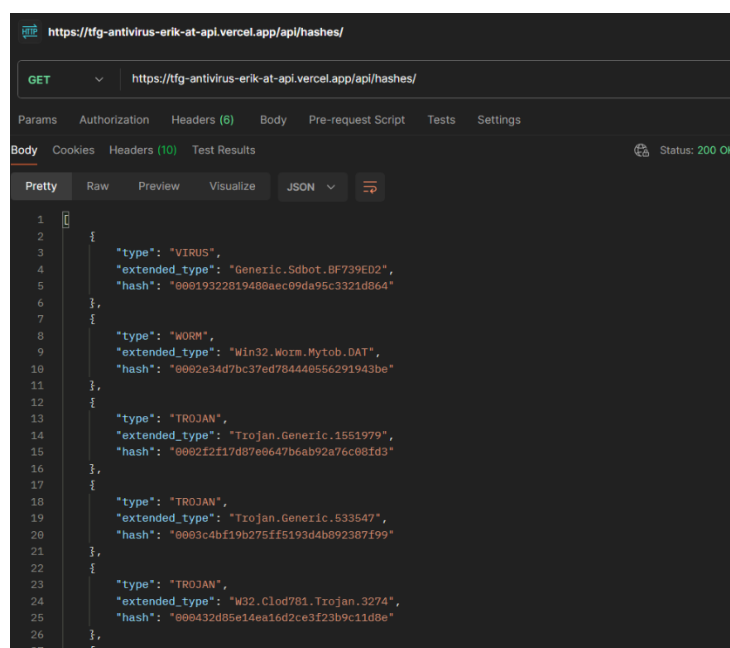 HTTP https://tfg-antivirus-erik-at-api.vercel.app/api/hashes/
GET https://tfg-antivirus-erik-at-api.vercel.app/api/hashes/
Params Authorization Headers (6) Body Pre-request Script Tests Settings
Body Cookies Headers (10) Test Results Status: 200 OK
Pretty Raw Preview Visualize JSON
1 [
2 {
3 "type": "VIRUS",
4 "extended_type": "Generic.Sdbot.BF739ED2",
5 "hash": "00019322819480aec09da95c3321d864"
6 },
7 {
8 "type": "WORM",
9 "extended_type": "Win32.Worm.Mytob.DAT",
10 "hash": "0002e34d7bc37ed784440556291943be"
11 },
12 {
13 "type": "TROJAN",
14 "extended_type": "Trojan.Generic.1551979",
15 "hash": "0002f2f17d87e0647b6ab92a76c08fd3"
16 },
17 {
18 "type": "TROJAN",
19 "extended_type": "Trojan.Generic.533547",
20 "hash": "0003c4bf19b275ff5193d4b892387f99"
21 },
22 {
23 "type": "TROJAN",
24 "extended_type": "W32.Clod781.Trojan.3274",
25 "hash": "000432d85e14ea16d2ce3f23b9c11d8e"
26 },